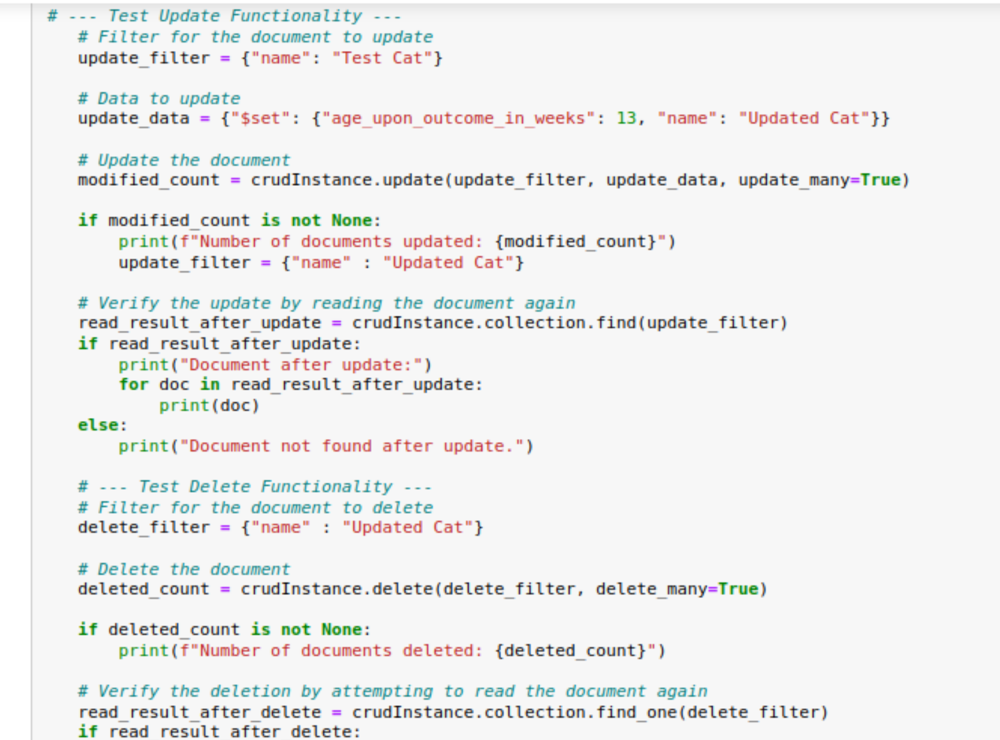 # --- Test Update Functionality ---
# Filter for the document to update
update_filter = {"name": "Test Cat"}
# Data to update
update_data = {"$set": {"age_upon_outcome_in_weeks": 13, "name": "Updated Cat"}}
# Update the document
modified_count = crudInstance.update(update_filter, update_data, update_many=True)
if modified_count is not None:
print(f"Number of documents updated: {modified_count}")
update_filter = {"name" : "Updated Cat"}
# Verify the update by reading the document again
read_result_after_update = crudInstance.collection.find(update_filter)
if read_result_after_update:
print("Document after update:")
for doc in read_result_after_update:
print(doc)
else:
print("Document not found after update.")
# --- Test Delete Functionality ---
# Filter for the document to delete
delete_filter = {"name" : "Updated Cat"}
# Delete the document
deleted_count = crudInstance.delete(delete_filter, delete_many=True)
if deleted_count is not None:
print(f"Number of documents deleted: {deleted_count}")
# Verify the deletion by attempting to read the document again
read_result_after_delete = crudInstance.collection.find_one(delete_filter)
if read_result_after_delete: